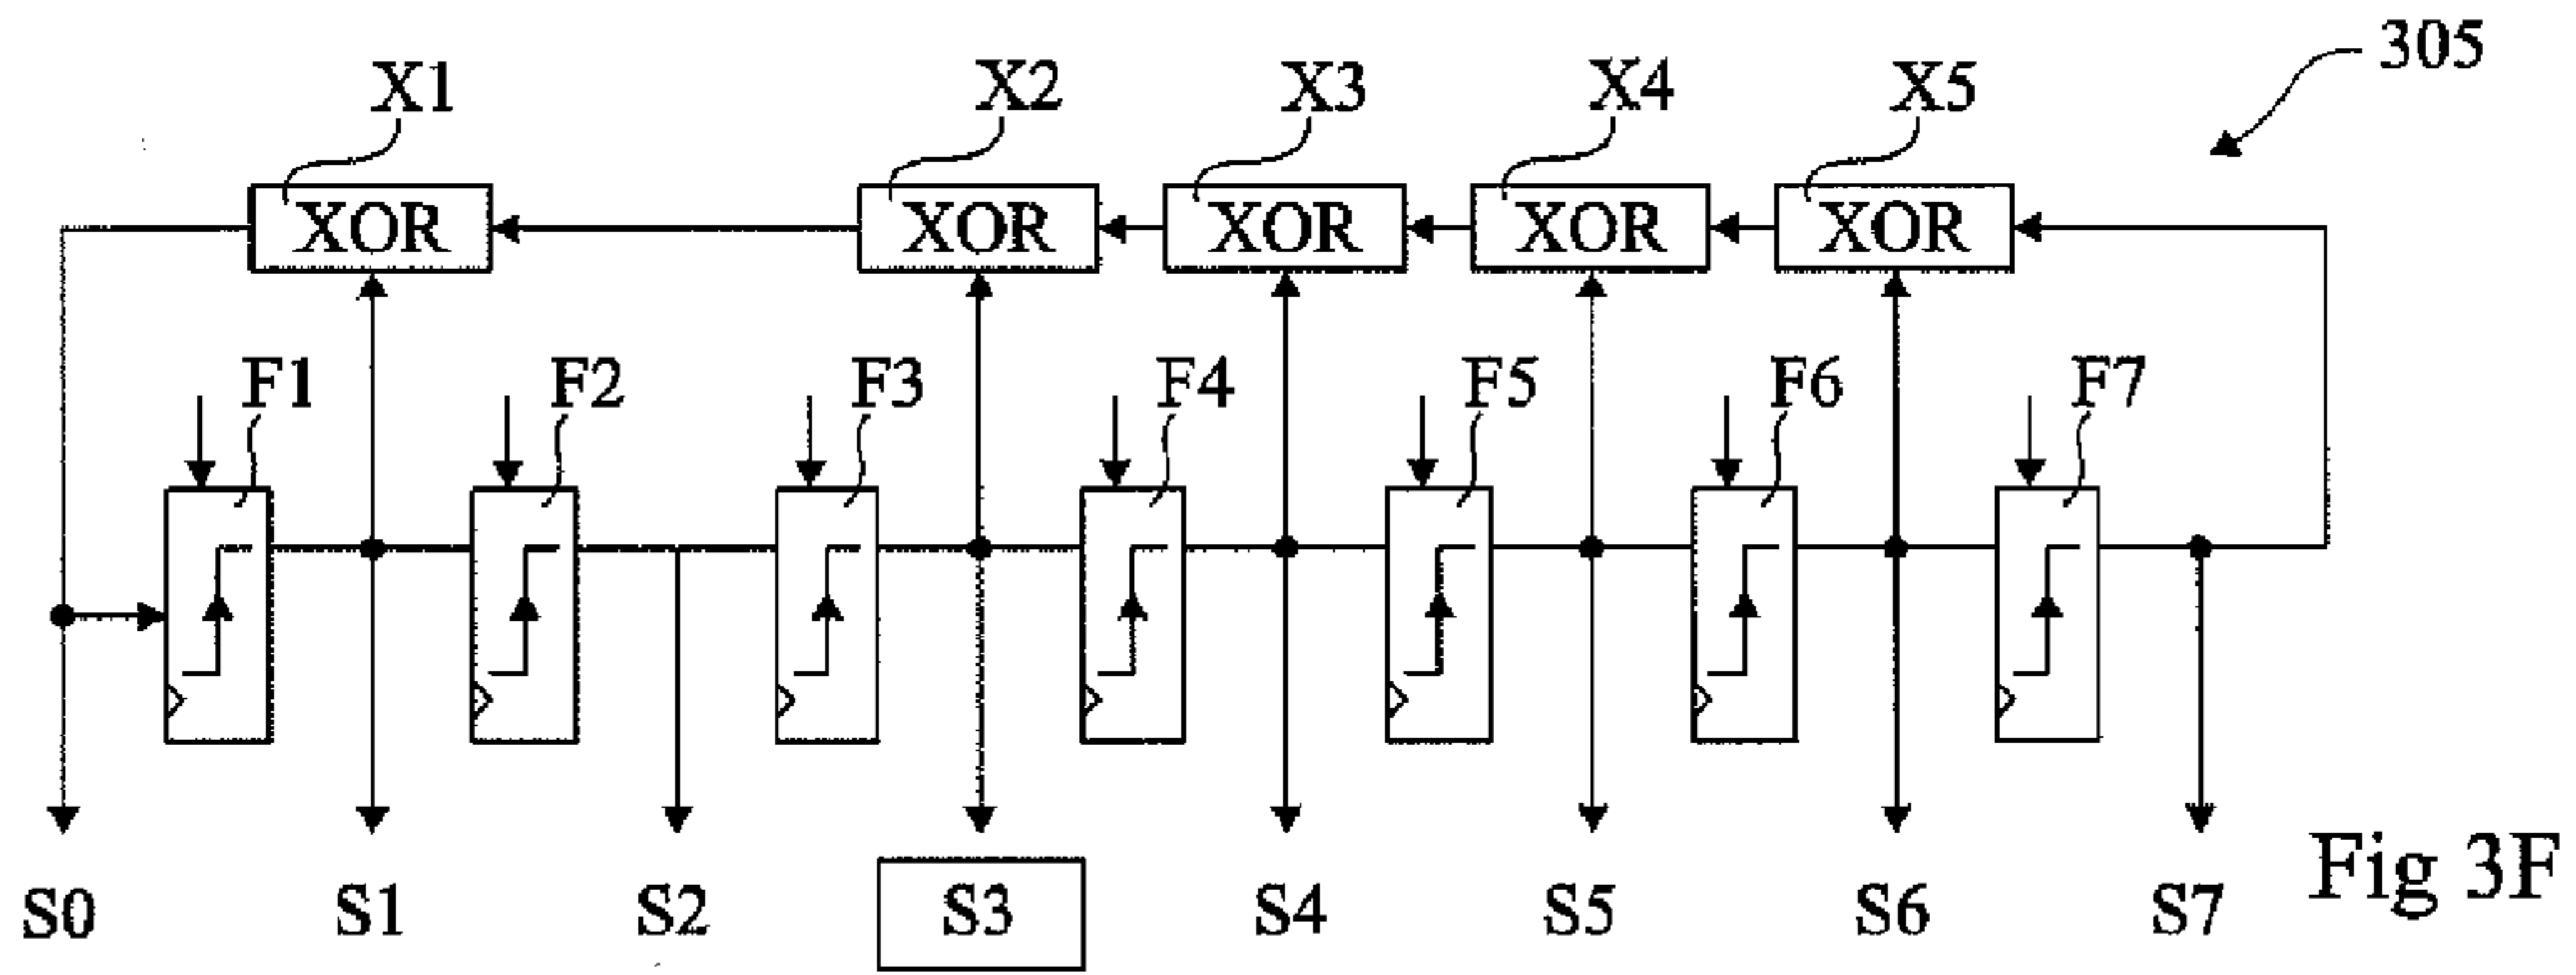 305
X1 X2 X3 X4 X5
XOR XOR XOR XOR XOR
F1 F2 F3 F4 F5 F6 F7
S0 S1 S2 S3 S4 S5 S6 S7
Fig 3F